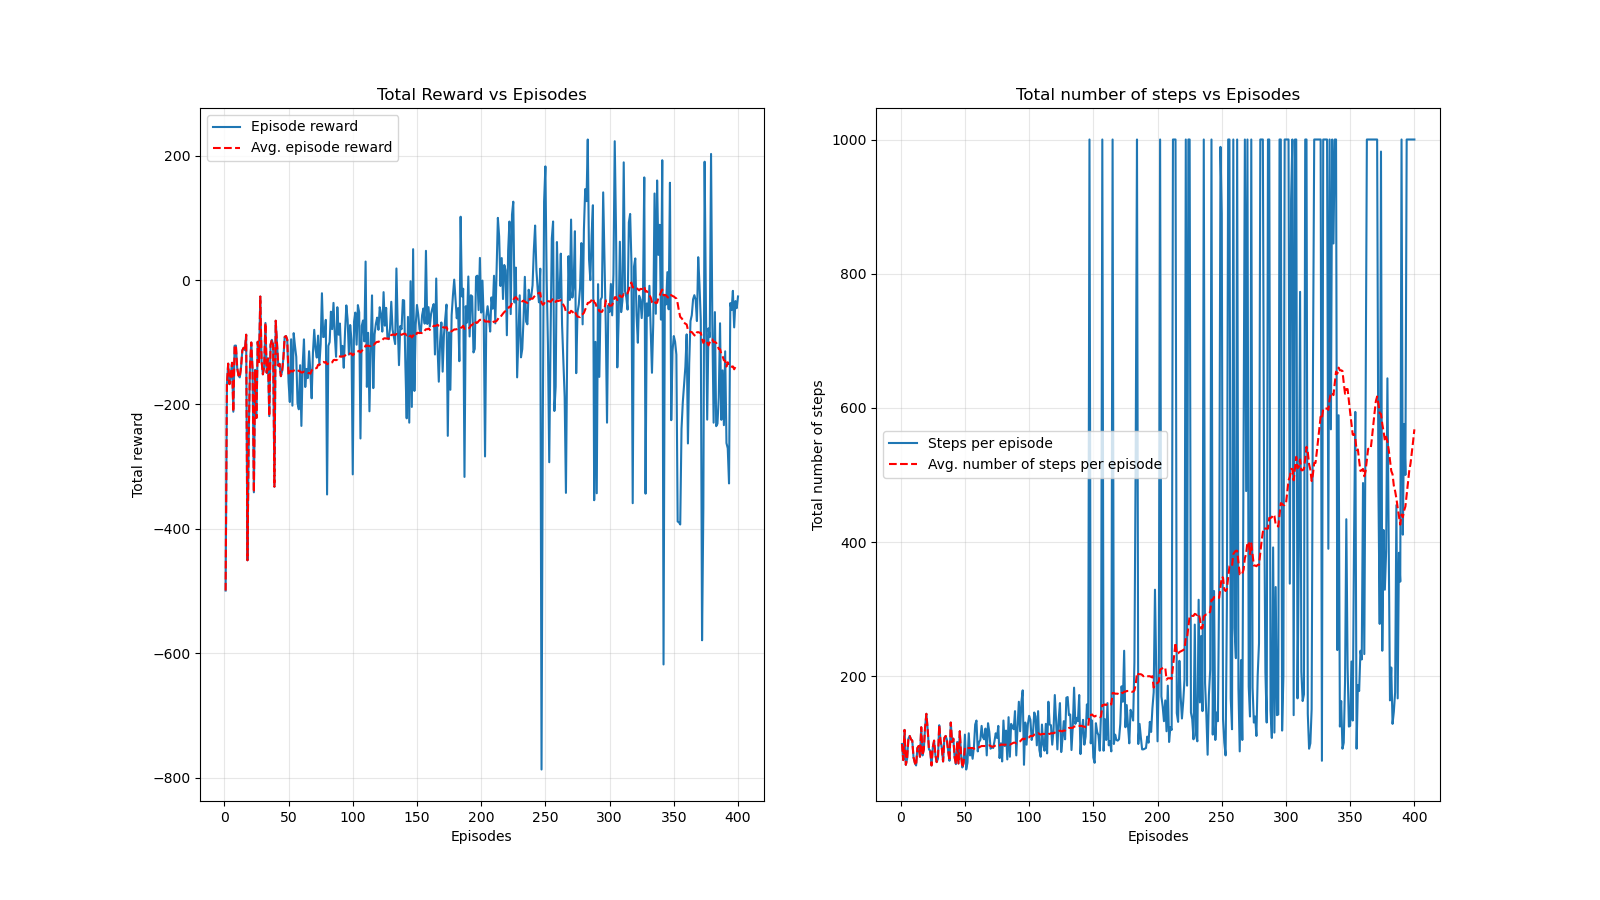 Total Reward vs Episodes
Episode reward
Avg. episode reward
200
0
−200
−400
−600
−800
Total reward
0
50
100
150
200
250
300
350
400
Episodes
Total number of steps vs Episodes
Steps per episode
Avg. number of steps per episode
1000
800
600
400
200
Total number of steps
0
50
100
150
200
250
300
350
400
Episodes